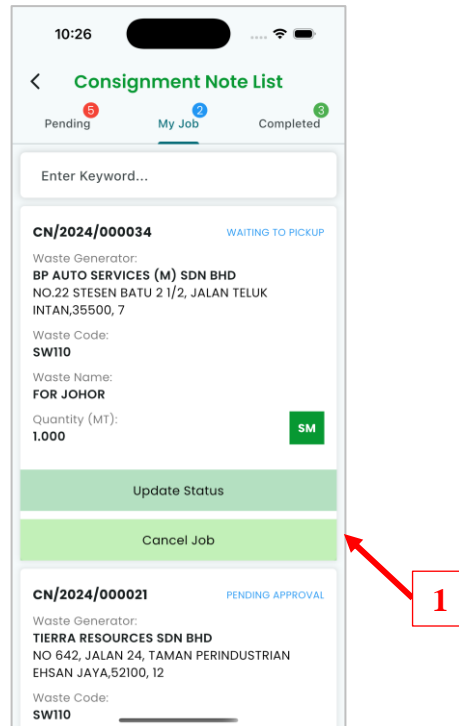 10:26
Consignment Note List
5
2
3
Pending
My Job
Completed
Enter Keyword...
CN/2024/000034
WAITING TO PICKUP
Waste Generator:
BP AUTO SERVICES (M) SDN BHD
NO.22 STESEN BATU 2 1/2, JALAN TELUK
INTAN,35500, 7
Waste Code:
SW110
Waste Name:
FOR JOHOR
Quantity (MT):
1.000
SM
Update Status
Cancel Job
1
CN/2024/000021
PENDING APPROVAL
Waste Generator:
TIERRA RESOURCES SDN BHD
NO 642, JALAN 24, TAMAN PERINDUSTRIAN
EHSAN JAYA,52100, 12
Waste Code:
SW110